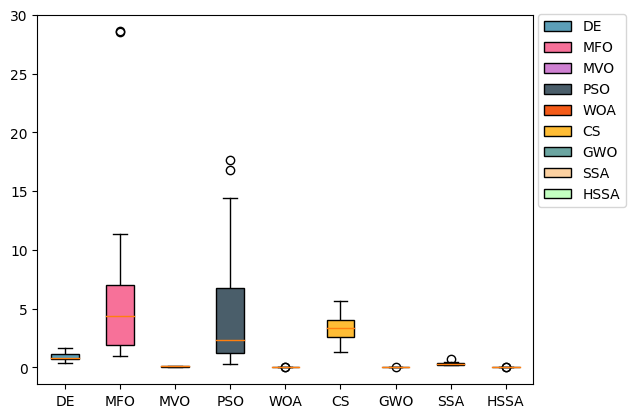 30
25
20
15
10
5
0
DE MFO MVO PSO WOA CS GWO SSA HSSA
DE
MFO
MVO
PSO
WOA
CS
GWO
SSA
HSSA